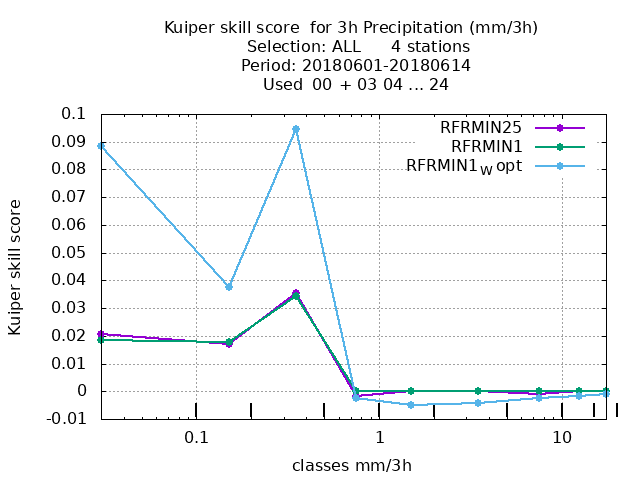 Kuiper skill score  for 3h Precipitation (mm/3h)
Selection: ALL      4 stations
Period: 20180601-20180614
Used  00 + 03 04 ... 24
RFRMIN25
RFRMIN1
RFRMIN1W opt
0.1
0.09
0.08
0.07
0.06
0.05
0.04
0.03
0.02
0.01
0
-0.01
Kuiper skill score
0.1 1 10
classes mm/3h